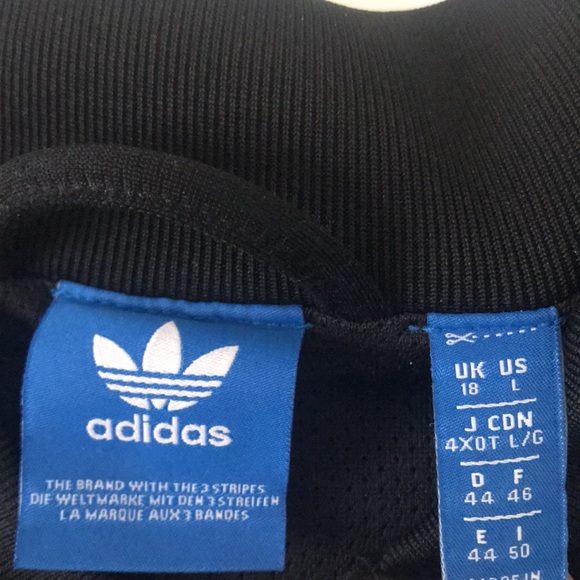 adidas
THE BRAND WITH THE 3 STRIPES
DIE WELTMARKE MIT DEN 3 STREIFEN
LA MARQUE AUX 3 BANDES
UK US
18 L
J CDN
4XOT L/G
D F
44 46
E I
44 50